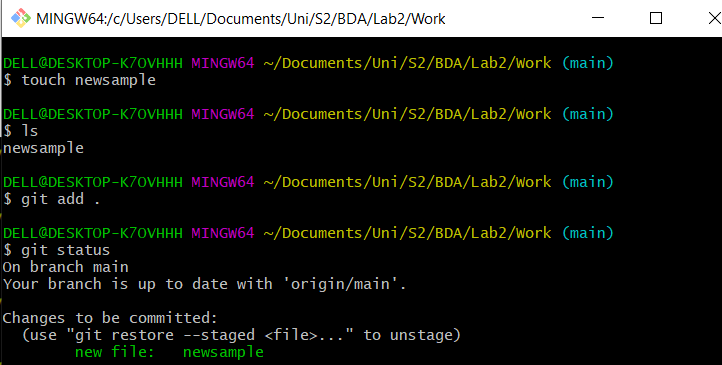 MINGW64:/c/Users/DELL/Documents/Uni/S2/BDA/Lab2/Work
DELL@DESKTOP-K7OVHHH MINGW64 ~/Documents/Uni/S2/BDA/Lab2/Work (main)
$ touch newsample
DELL@DESKTOP-K7OVHHH MINGW64 ~/Documents/Uni/S2/BDA/Lab2/Work (main)
$ ls
newsample
DELL@DESKTOP-K7OVHHH MINGW64 ~/Documents/Uni/S2/BDA/Lab2/Work (main)
$ git add .
DELL@DESKTOP-K7OVHHH MINGW64 ~/Documents/Uni/S2/BDA/Lab2/Work (main)
$ git status
On branch main
Your branch is up to date with 'origin/main'.
Changes to be committed:
  (use "git restore --staged <file>..." to unstage)
        new file:   newsample